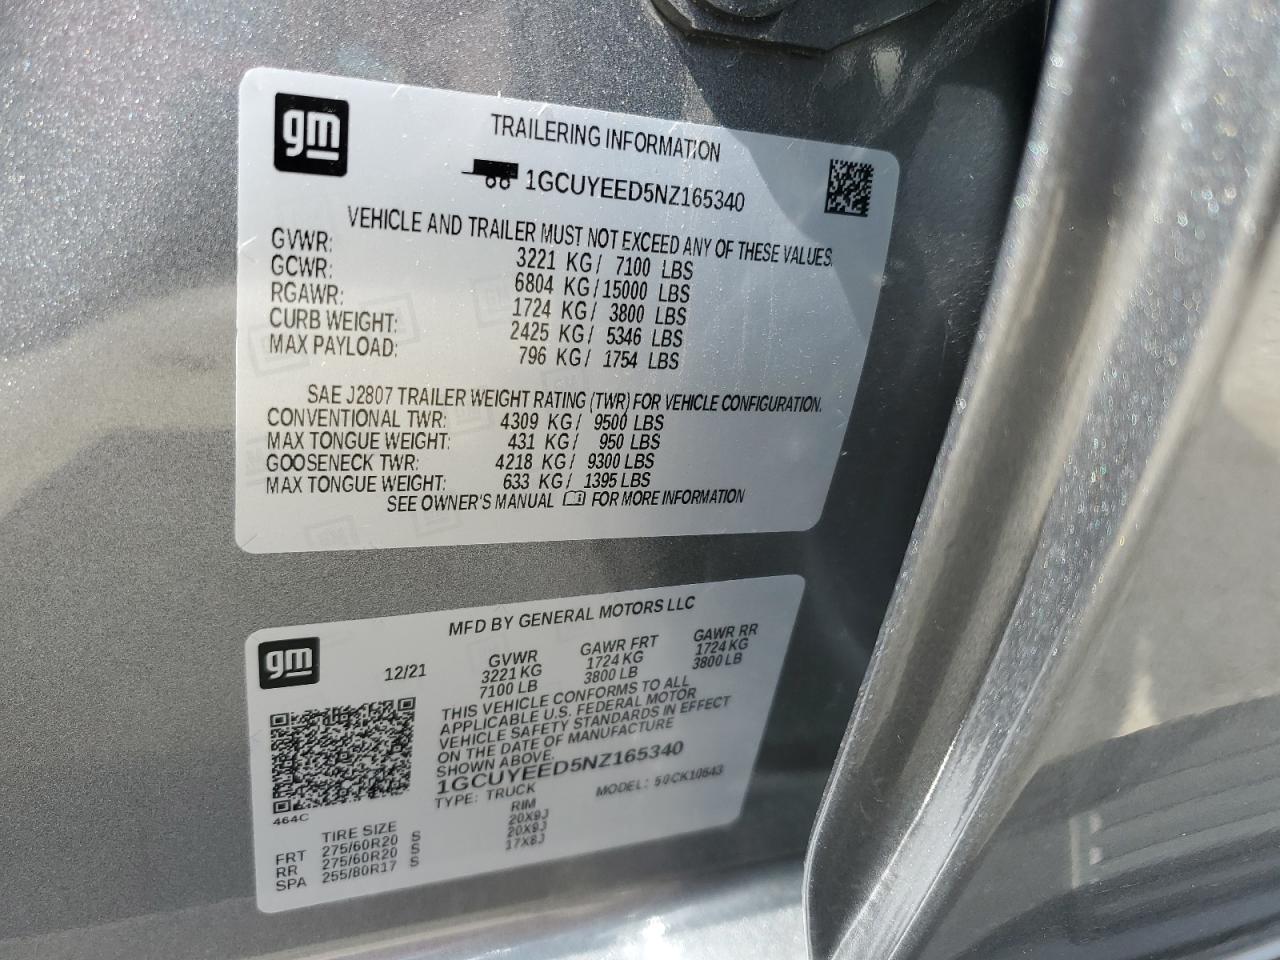 gm
TRAILERING INFORMATION
1GCUYEED5NZ165340
VEHICLE AND TRAILER MUST NOT EXCEED ANY OF THESE VALUES.
GVWR: 3221 KG/ 7100 LBS
GCWR: 6804 KG/15000 LBS
RGAWR: 1724 KG/ 3800 LBS
CURB WEIGHT: 2425 KG/ 5346 LBS
MAX PAYLOAD: 796 KG/ 1754 LBS
SAE J2807 TRAILER WEIGHT RATING (TWR) FOR VEHICLE CONFIGURATION.
CONVENTIONAL TWR: 4309 KG/ 9500 LBS
MAX TONGUE WEIGHT: 431 KG/ 950 LBS
GOOSENECK TWR: 4218 KG/ 9300 LBS
MAX TONGUE WEIGHT: 633 KG/ 1395 LBS
SEE OWNER'S MANUAL FOR MORE INFORMATION
gm
MFD BY GENERAL MOTORS LLC
12/21 GVWR GAWR FRT GAWR RR
3221 KG 1724 KG 1724 KG
7100 LB 3800 LB 3800 LB
THIS VEHICLE CONFORMS TO ALL
APPLICABLE U.S. FEDERAL MOTOR
VEHICLE SAFETY STANDARDS IN EFFECT
ON THE DATE OF MANUFACTURE
SHOWN ABOVE.
1GCUYEED5NZ165340
TYPE: TRUCK MODEL: 50CK10543
464C
TIRE SIZE RIM
FRT 275/60R20 S 20X9J
RR 275/60R20 S 20X9J
SPA 255/80R17 S 17X8J